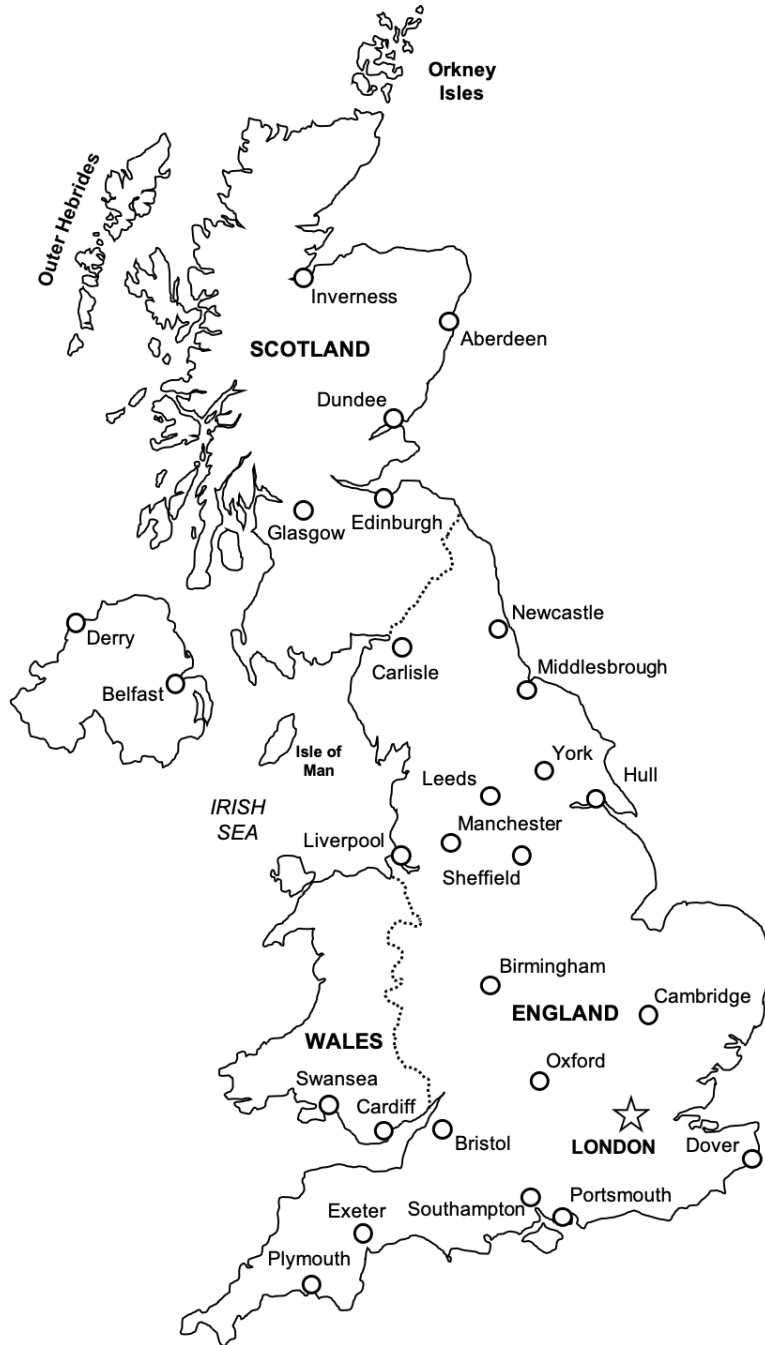 Orkney
Isles
Outer Hebrides
Inverness
Aberdeen
SCOTLAND
Dundee
Edinburgh
Glasgow
Newcastle
Derry
Carlisle
Middlesbrough
Belfast
Isle of
Man
York
Leeds
Hull
IRISH
SEA
Manchester
Liverpool
Sheffield
Birmingham
ENGLAND
Cambridge
WALES
Oxford
Swansea
Cardiff
Bristol
LONDON
Dover
Southampton
Portsmouth
Exeter
Plymouth